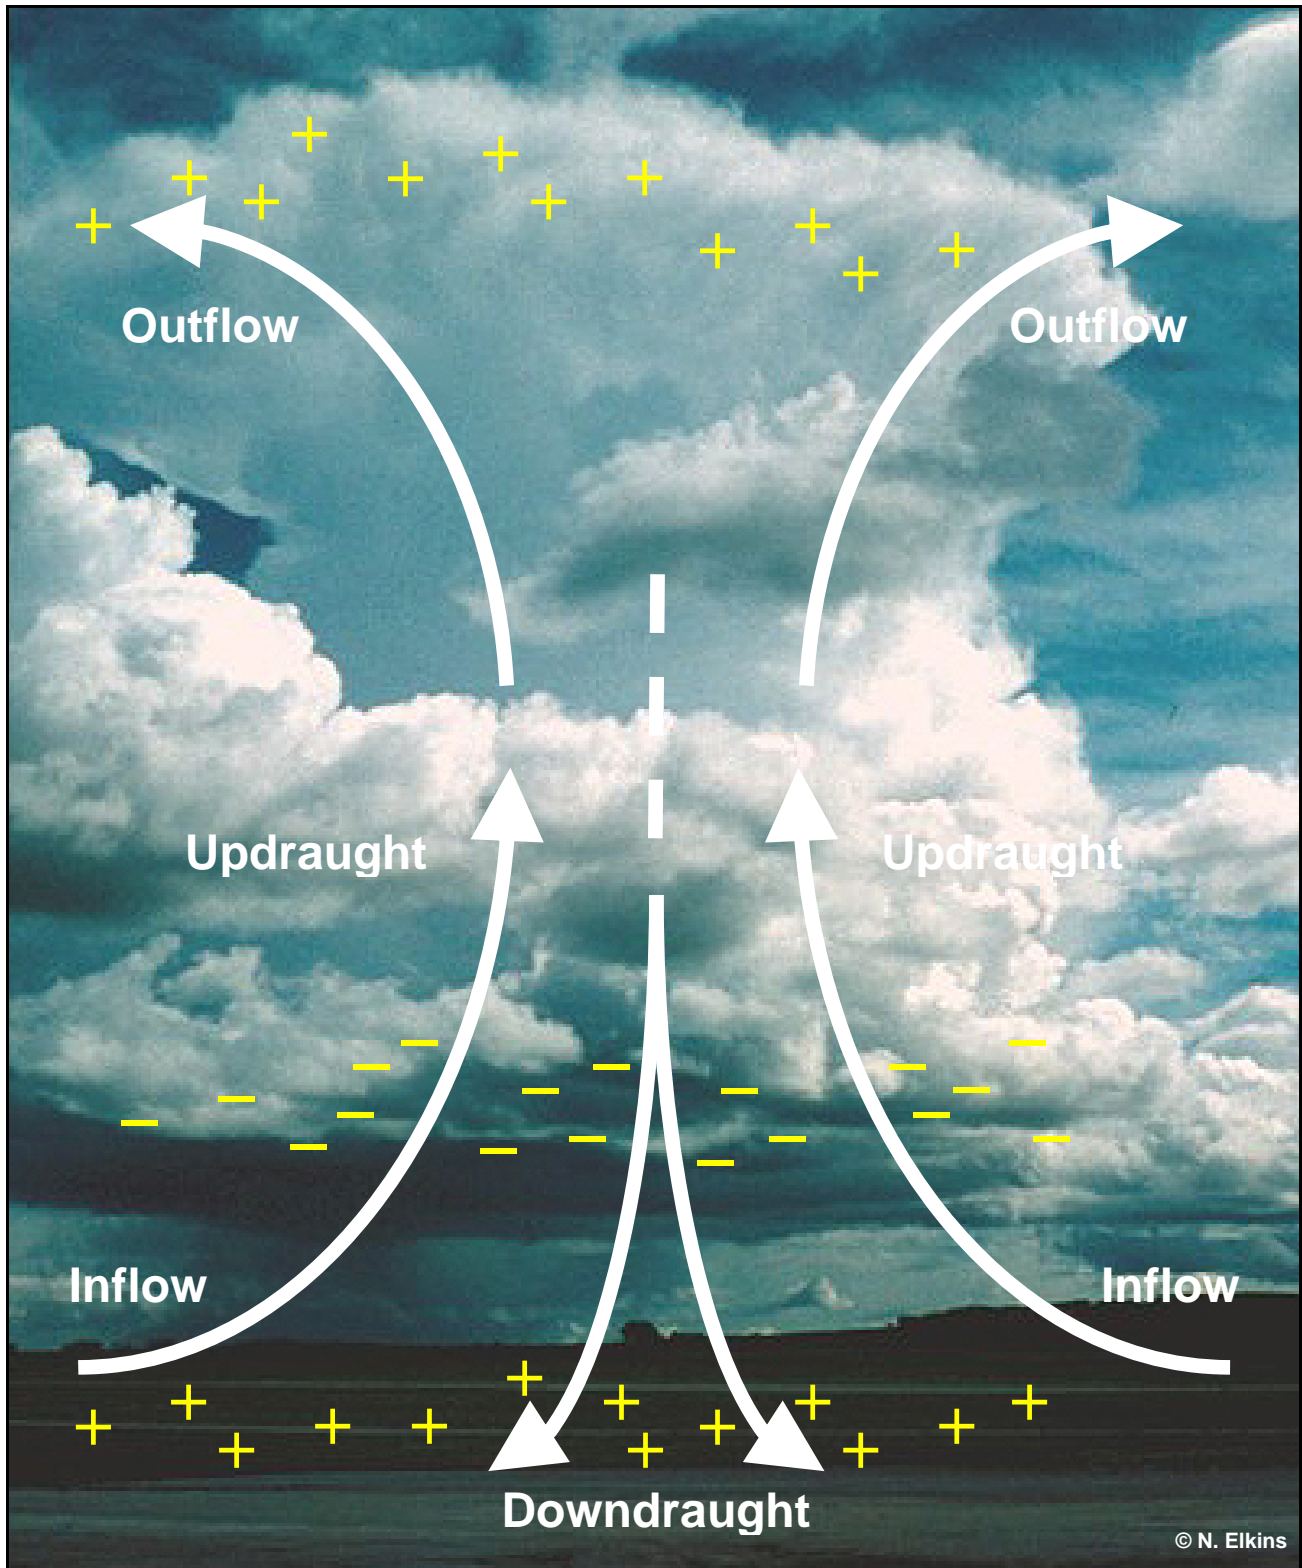 + + + + + + + + + + + +
Outflow Outflow
Updraught Updraught
Inflow Inflow
+ + + + + + + + + + + + +
Downdraught
© N. Elkins